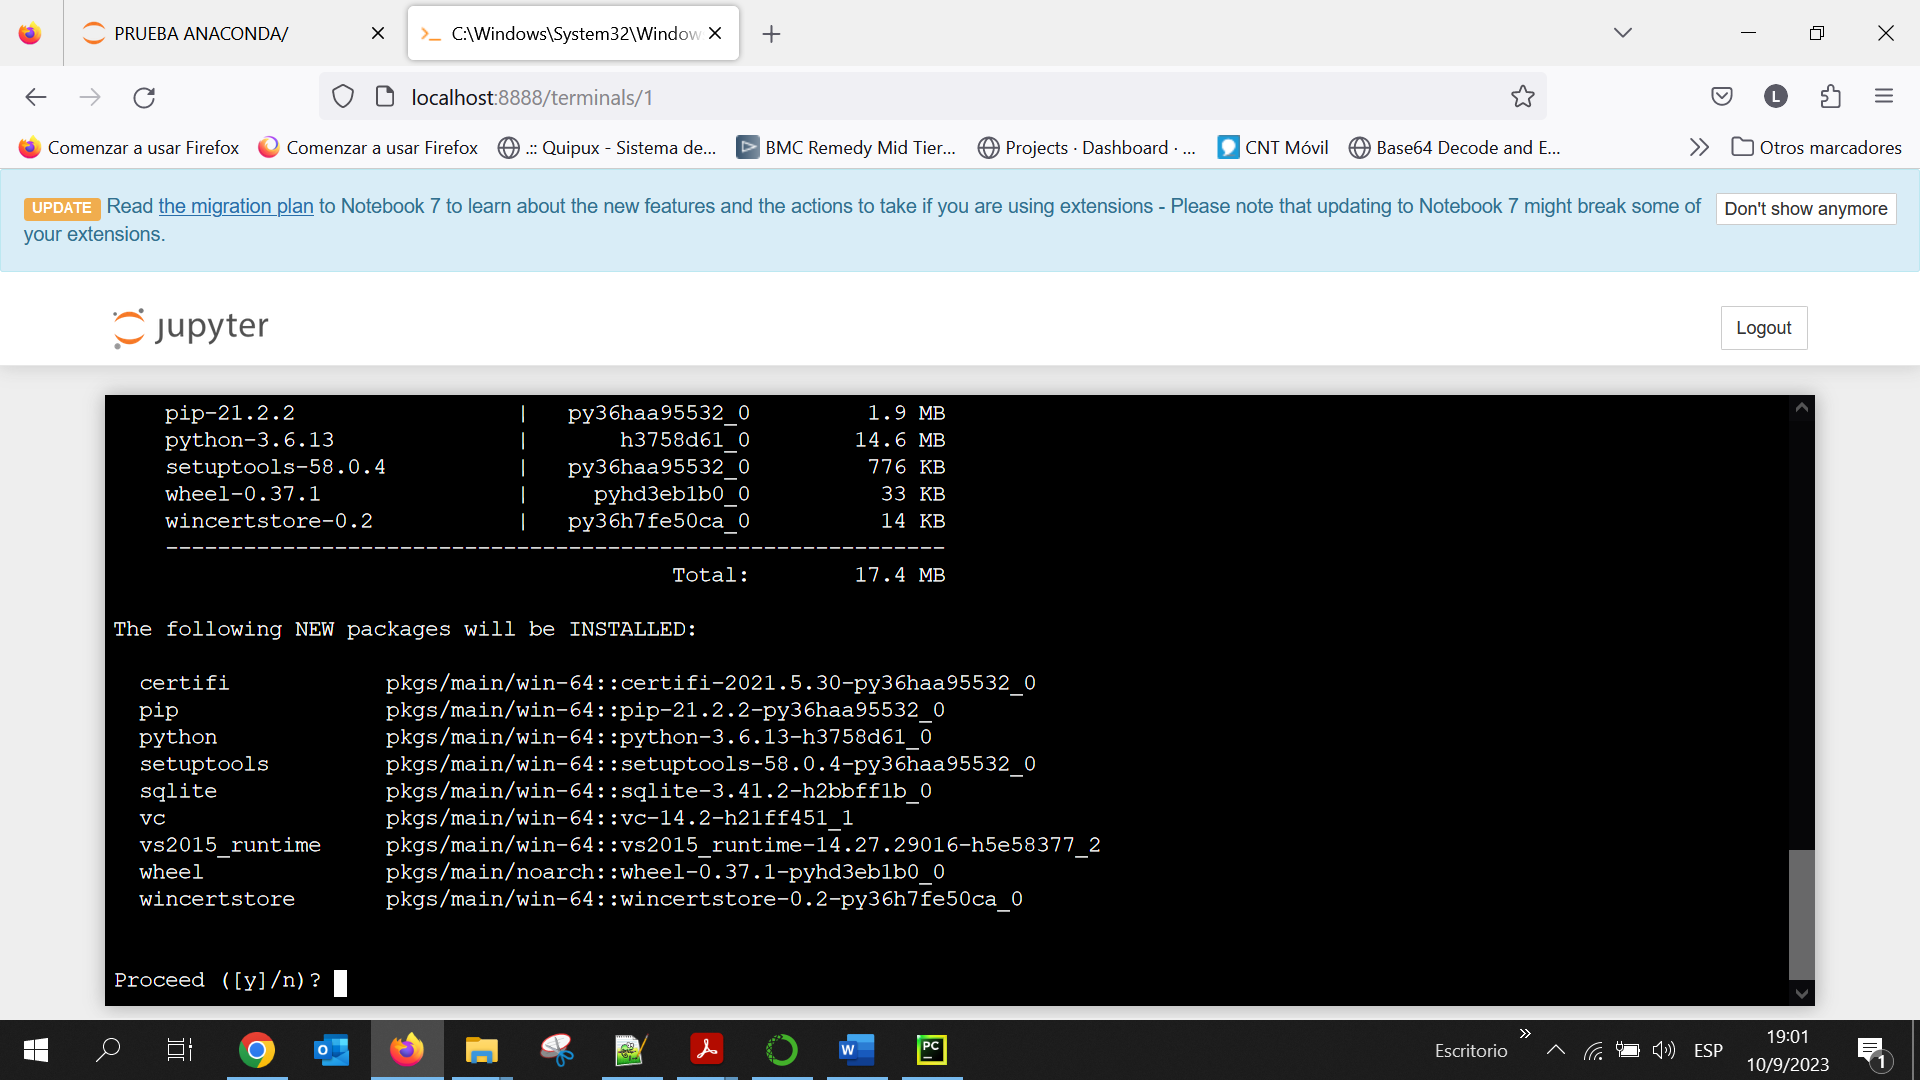 PRUEBA ANACONDA/
C:\Windows\System32\Window
localhost:8888/terminals/1
L
Comenzar a usar Firefox
Comenzar a usar Firefox
.:: Quipux - Sistema de...
BMC Remedy Mid Tier...
Projects · Dashboard · ...
CNT Móvil
Base64 Decode and E...
Otros marcadores
UPDATE Read the migration plan to Notebook 7 to learn about the new features and the actions to take if you are using extensions - Please note that updating to Notebook 7 might break some of
your extensions.
Don't show anymore
jupyter
Logout
pip-21.2.2 | py36haa95532_0 1.9 MB
python-3.6.13 | h3758d61_0 14.6 MB
setuptools-58.0.4 | py36haa95532_0 776 KB
wheel-0.37.1 | pyhd3eb1b0_0 33 KB
wincertstore-0.2 | py36h7fe50ca_0 14 KB
------------------------------------------------------------
Total: 17.4 MB
The following NEW packages will be INSTALLED:
certifi pkgs/main/win-64::certifi-2021.5.30-py36haa95532_0
pip pkgs/main/win-64::pip-21.2.2-py36haa95532_0
python pkgs/main/win-64::python-3.6.13-h3758d61_0
setuptools pkgs/main/win-64::setuptools-58.0.4-py36haa95532_0
sqlite pkgs/main/win-64::sqlite-3.41.2-h2bbff1b_0
vc pkgs/main/win-64::vc-14.2-h21ff451_1
vs2015_runtime pkgs/main/win-64::vs2015_runtime-14.27.29016-h5e58377_2
wheel pkgs/main/noarch::wheel-0.37.1-pyhd3eb1b0_0
wincertstore pkgs/main/win-64::wincertstore-0.2-py36h7fe50ca_0
Proceed ([y]/n)?
Escritorio
ESP
19:01
10/9/2023
1